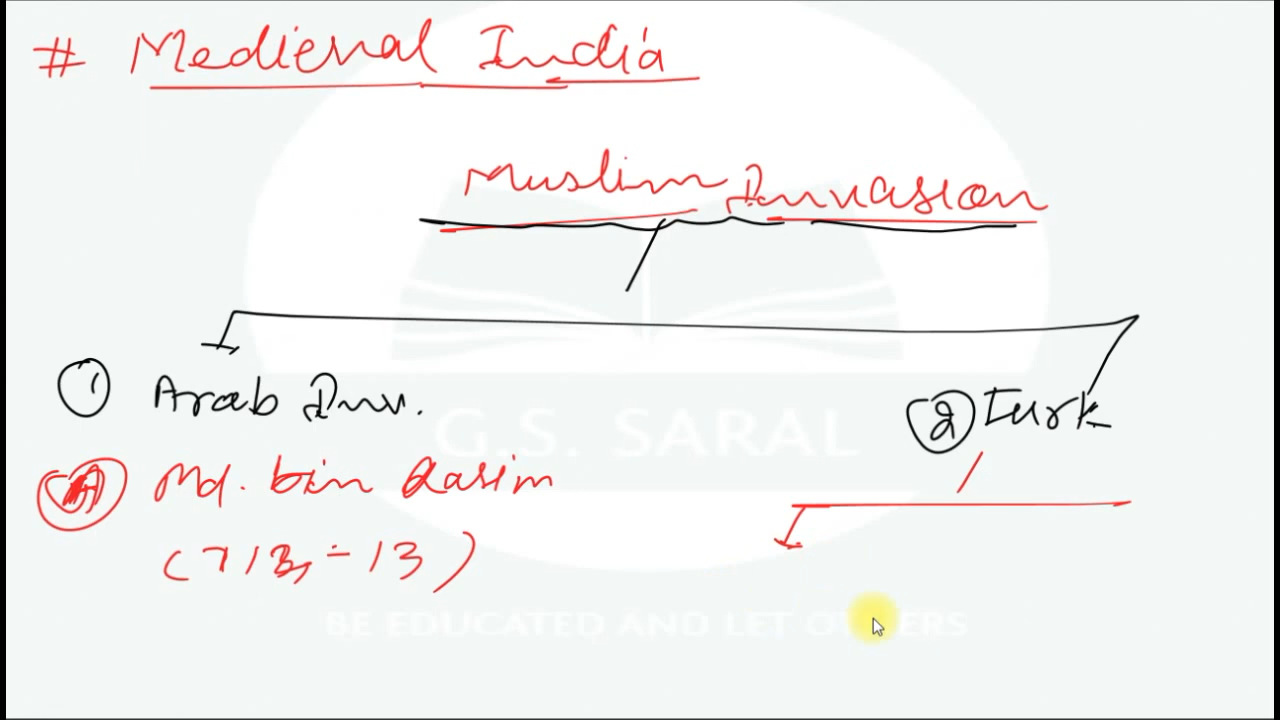 # Medieval India
Muslim Invasion
① Arab Inv.
② Turk
Ⓐ Md. bin Qasim
(712-13)
G.S. SARAL
BE EDUCATED AND LET OTHERS